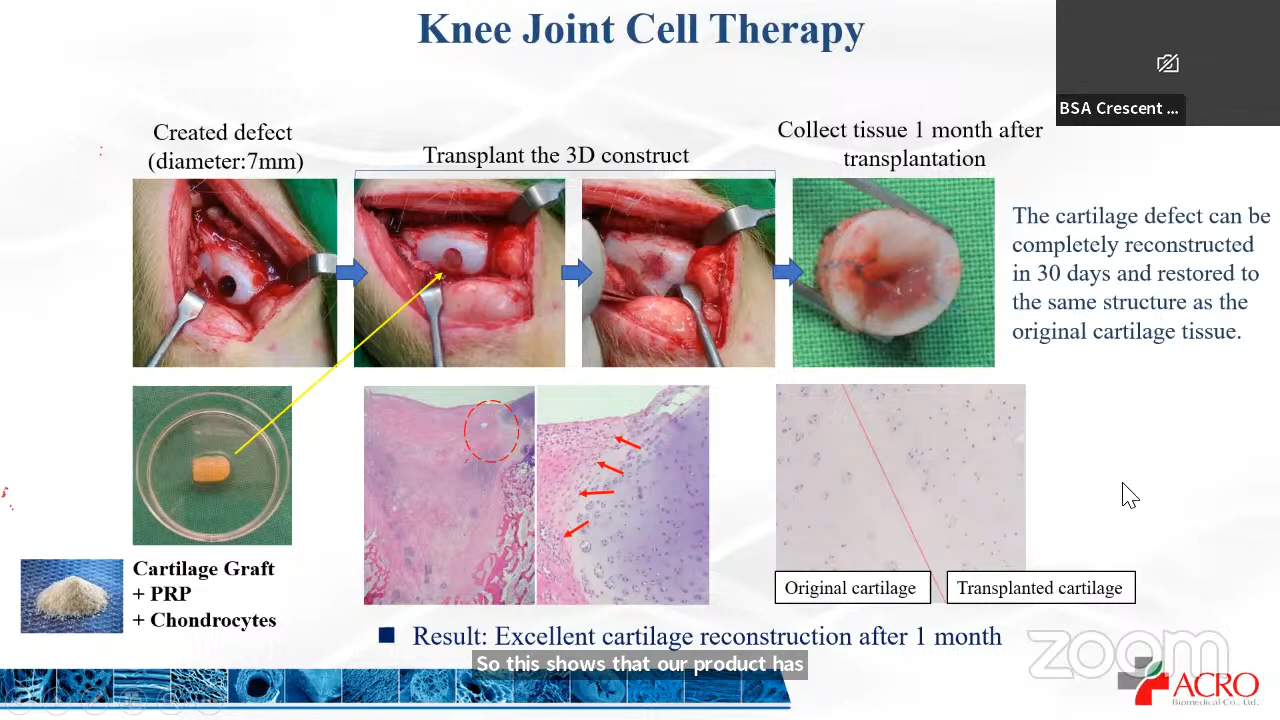 Knee Joint Cell Therapy
BSA Crescent ...
Created defect
(diameter:7mm)
Transplant the 3D construct
Collect tissue 1 month after
transplantation
The cartilage defect can be
completely reconstructed
in 30 days and restored to
the same structure as the
original cartilage tissue.
Cartilage Graft
+ PRP
+ Chondrocytes
Original cartilage
Transplanted cartilage
Result: Excellent cartilage reconstruction after 1 month
So this shows that our product has
zoom
ACRO
Biomedical Co., Ltd.